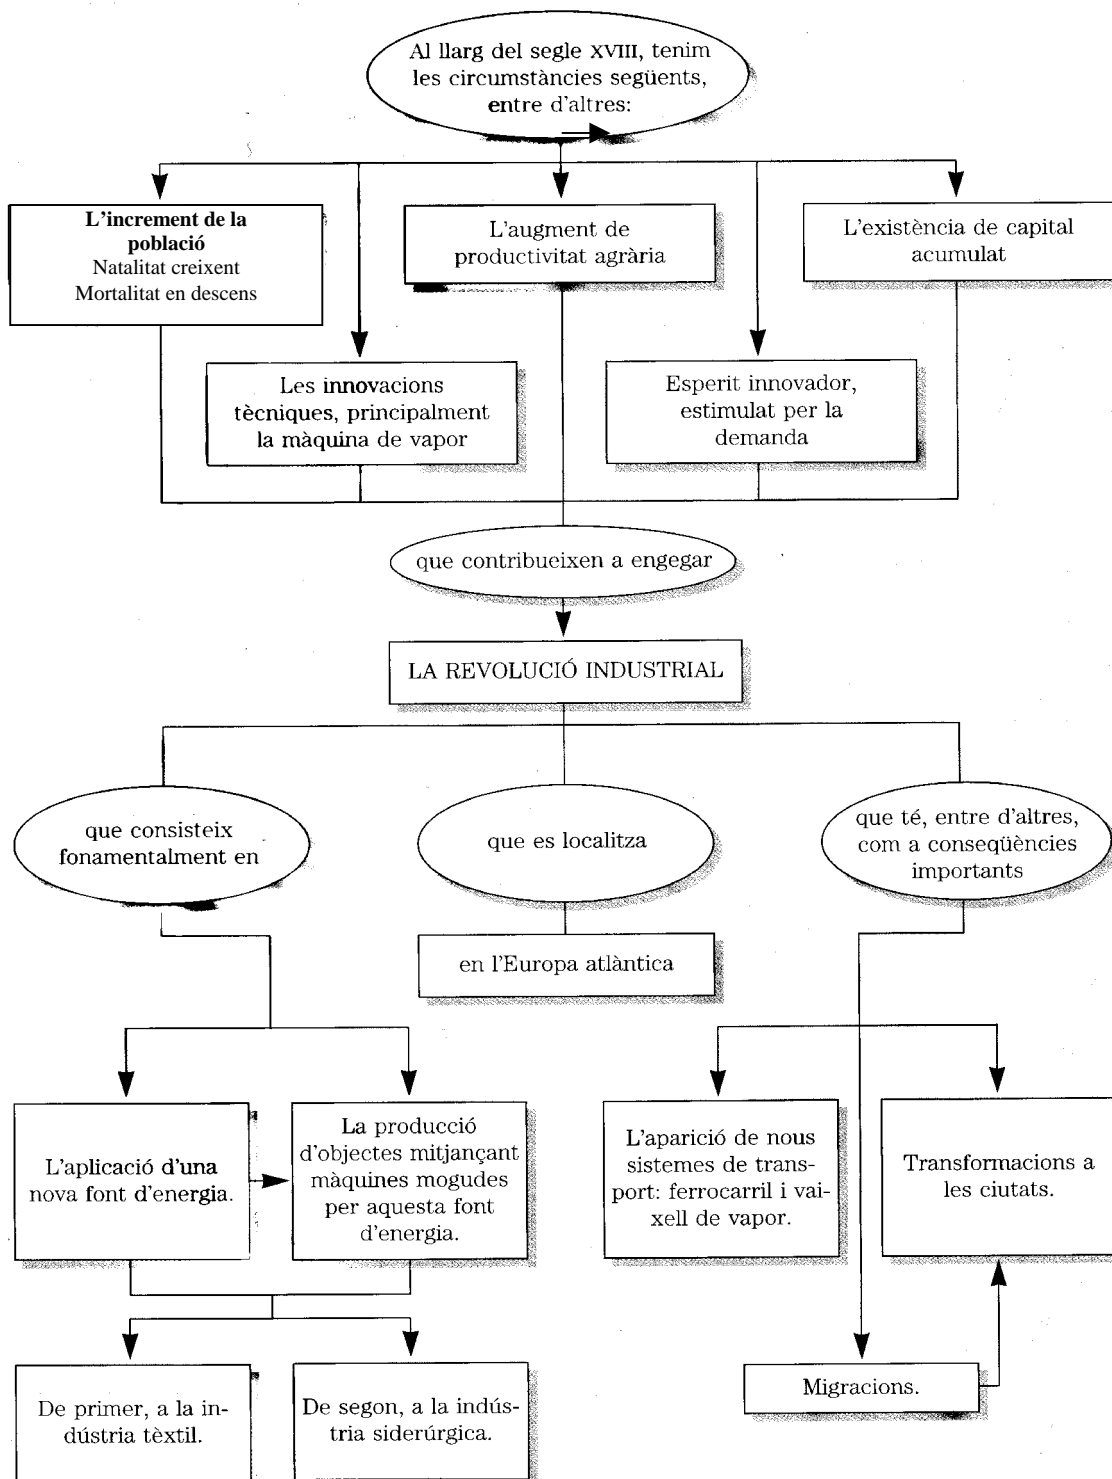 Al llarg del segle XVIII, tenim
les circumstàncies següents,
entre d'altres:
L'increment de la
població
Natalitat creixent
Mortalitat en descens
L'augment de
productivitat agrària
L'existència de capital
acumulat
Les innovacions
tècniques, principalment
la màquina de vapor
Esperit innovador,
estimulat per la
demanda
que contribueixen a engegar
LA REVOLUCIÓ INDUSTRIAL
que consisteix
fonamentalment en
que es localitza
que té, entre d'altres,
com a conseqüències
importants
en l'Europa atlàntica
L'aplicació d'una
nova font d'energia.
La producció
d'objectes mitjançant
màquines mogudes
per aquesta font
d'energia.
L'aparició de nous
sistemes de trans-
port: ferrocarril i vai-
xell de vapor.
Transformacions a
les ciutats.
De primer, a la in-
dústria tèxtil.
De segon, a la indús-
tria siderúrgica.
Migracions.